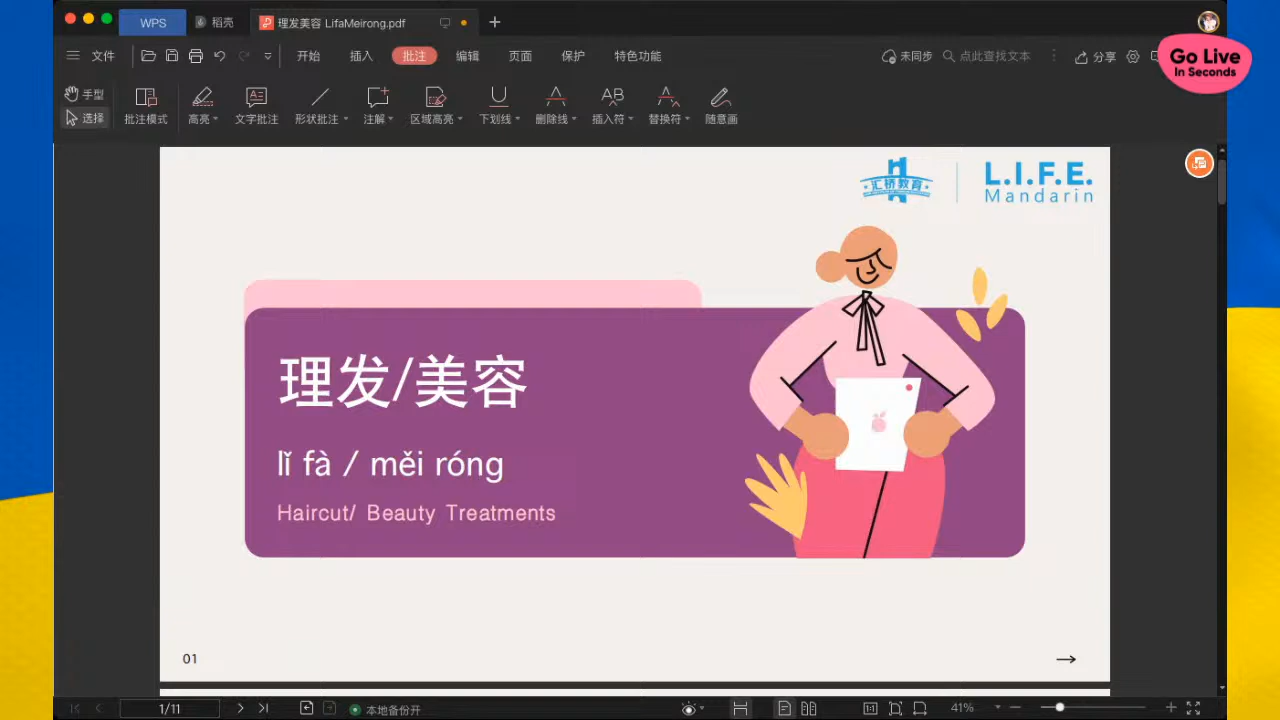 WPS
稻壳
理发美容 LifaMeirong.pdf
文件
开始
插入
批注
编辑
页面
保护
特色功能
未同步
点此查找文本
分享
Go Live
In Seconds
手型
选择
批注模式
高亮
文字批注
形状批注
注解
区域高亮
下划线
删除线
插入符
替换符
随意画
汇桥教育
L.I.F.E.
Mandarin
理发/美容
lǐ fà / měi róng
Haircut/ Beauty Treatments
01
1/11
本地备份开
41%